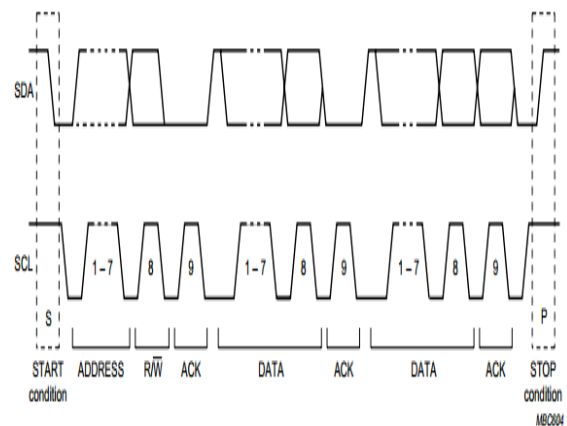 SDA
SCL
1 – 7
8
9
1 – 7
8
9
1 – 7
8
9
S
P
START condition
ADDRESS
R/W̅
ACK
DATA
ACK
DATA
ACK
STOP condition
MBC604